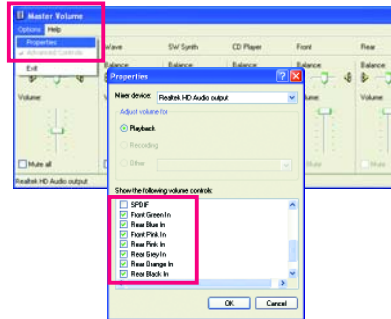 Master Volume
Options Help
Properties
Advanced Controls
Exit
Wave
SW Synth
CD Player
Front
Rear
Balance
Balance
Balance
Balance
Balance
Volume:
Mute all
Mute
Realtek HD Audio output
Properties
Mixer device: Realtek HD Audio output
Adjust volume for
Playback
Recording
Other
Show the following volume controls:
SPDIF
Front Green In
Rear Blue In
Front Pink In
Rear Pink In
Rear Grey In
Rear Orange In
Rear Black In
OK Cancel